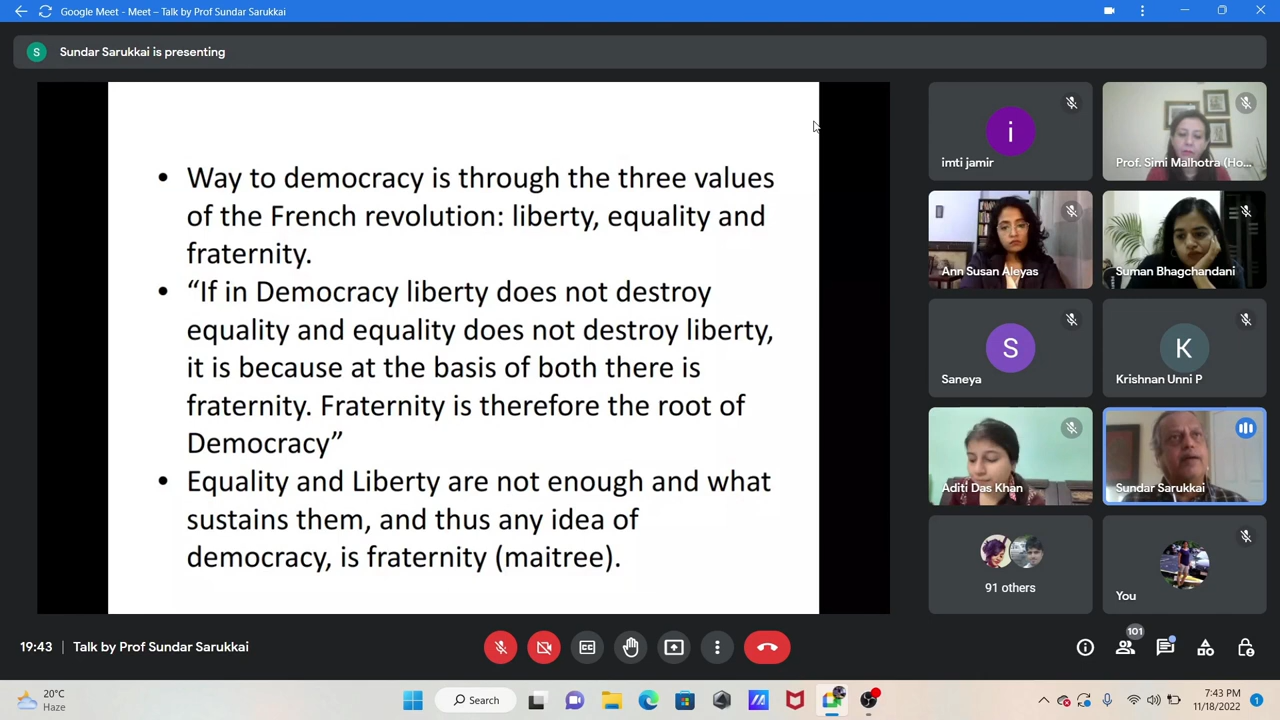 Google Meet - Meet – Talk by Prof Sundar Sarukkai
S
Sundar Sarukkai is presenting
• Way to democracy is through the three values
of the French revolution: liberty, equality and
fraternity.
• “If in Democracy liberty does not destroy
equality and equality does not destroy liberty,
it is because at the basis of both there is
fraternity. Fraternity is therefore the root of
Democracy”
• Equality and Liberty are not enough and what
sustains them, and thus any idea of
democracy, is fraternity (maitree).
i
imti jamir
Prof. Simi Malhotra (Ho...
Ann Susan Aleyas
Suman Bhagchandani
S
Saneya
K
Krishnan Unni P
Aditi Das Khan
Sundar Sarukkai
91 others
You
19:43 | Talk by Prof Sundar Sarukkai
101
20°C
Haze
Search
7:43 PM
11/18/2022
1